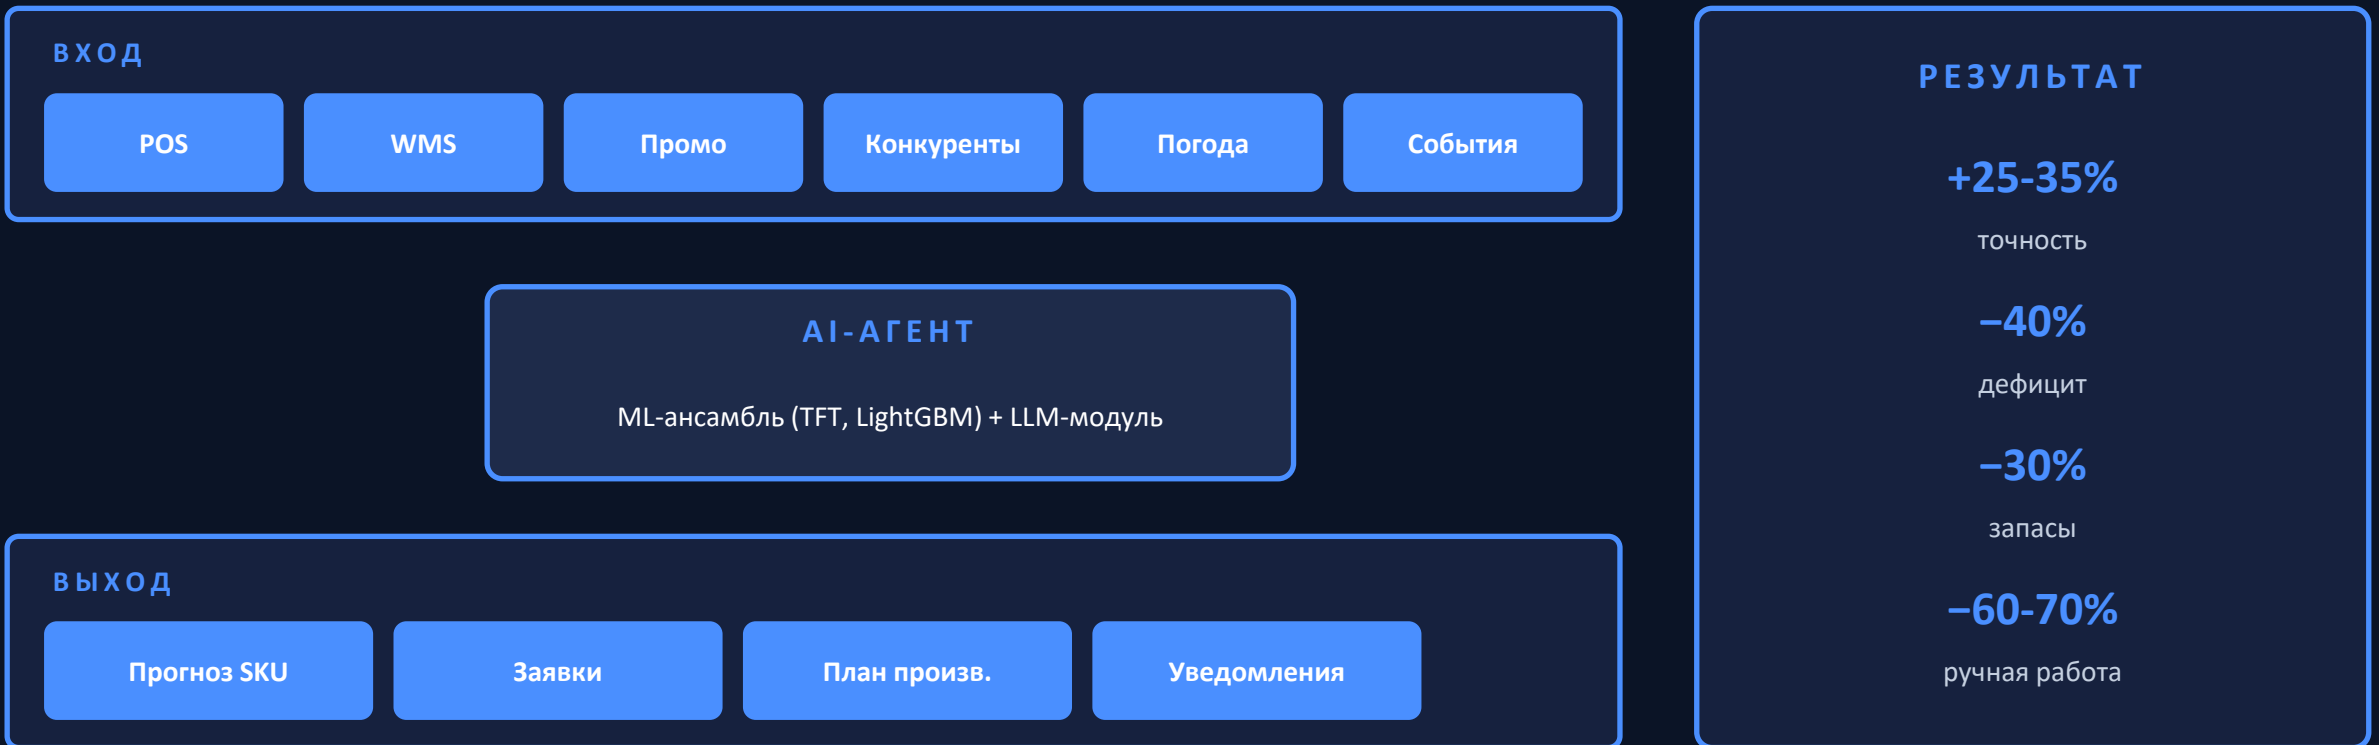 ВХОД
POS
WMS
Промо
Конкуренты
Погода
События
AI-АГЕНТ
ML-ансамбль (TFT, LightGBM) + LLM-модуль
ВЫХОД
Прогноз SKU
Заявки
План произв.
Уведомления
РЕЗУЛЬТАТ
+25-35%
точность
−40%
дефицит
−30%
запасы
−60-70%
ручная работа